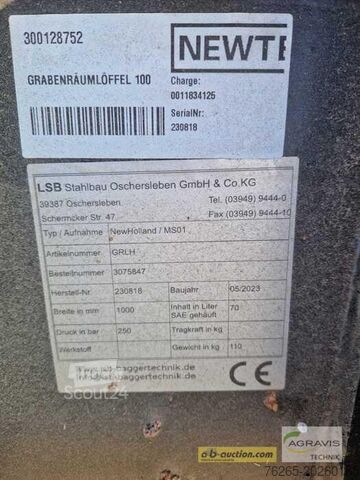 300128752
NEWTE
GRABENRÄUMLÖFFEL 100
Charge:
0011834125
SerialNr:
230818
LSB Stahlbau Oschersleben GmbH & Co.KG
39387 Oschersleben Tel. (03949) 9444-0
Schermcker Str. 47 Fax (03949) 9444-10
Typ / Aufnahme NewHolland / MS01
Artikelnummer GRLH
Bestellnummer 3075847
Herstell-Nr. 230818 Baujahr 05/2023
Breite in mm 1000 Inhalt in Liter SAE gehäuft 70
Druck in bar 250 Tragkraft in kg
Werkstoff Gewicht in kg 110
baggertechnik.de
baggertechnik.de
CE
Scout24
ab-auction.com
AGRAVIS
TECHNIK